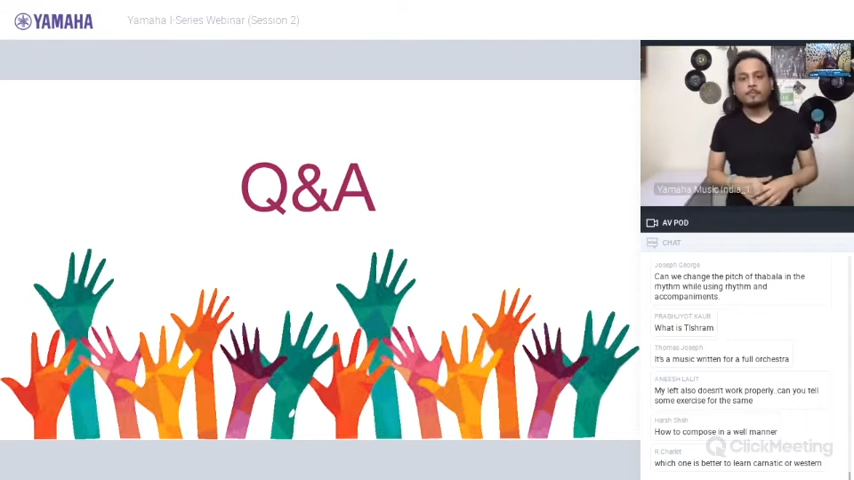 YAMAHA
Yamaha I-Series Webinar (Session 2)
Q&A
Yamaha Music India_1
AV POD
CHAT
Joseph George
Can we change the pitch of thabala in the
rhythm while using rhythm and
accompaniments.
PRABHJYOT KAUR
What is TIshram
Thomas Joseph
It's a music written for a full orchestra
ANEESH LALIT
My left also doesn't work properly..can you tell
some exercise for the same
Harsh Shah
How to compose in a well manner
ClickMeeting
R.Charlet
which one is better to learn carnatic or western